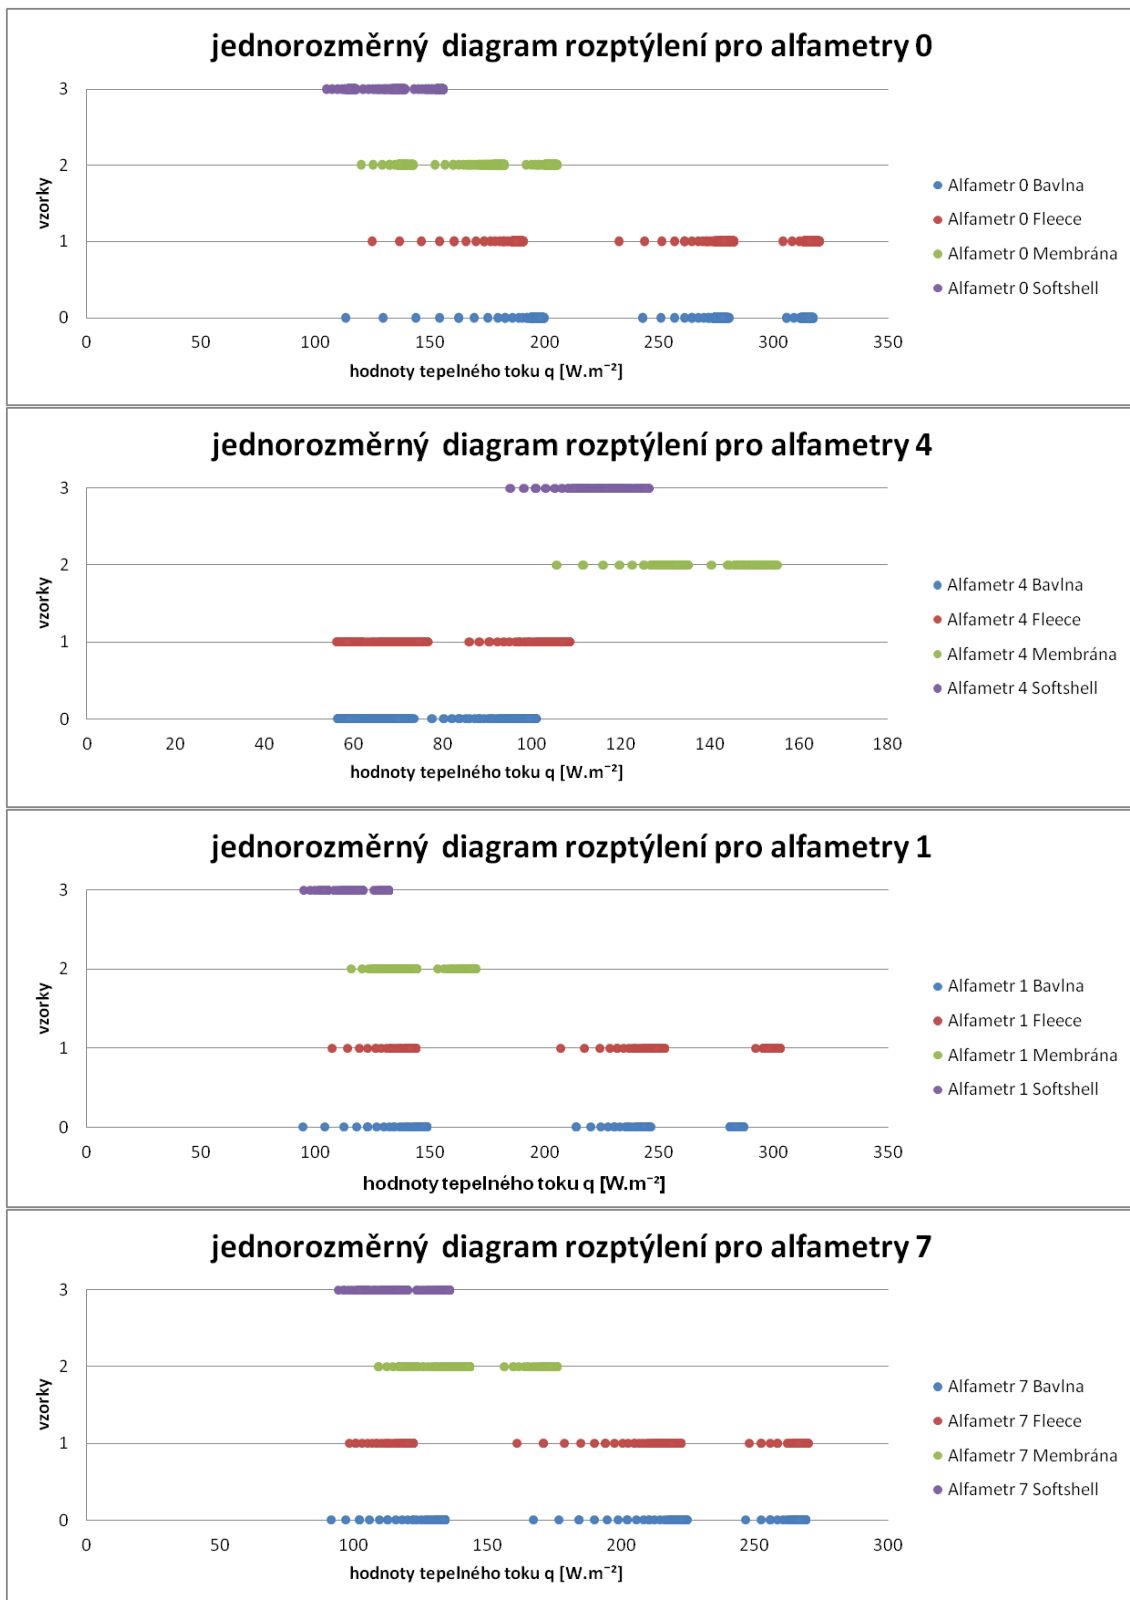 jednorozměrný diagram rozptýlení pro alfametry 0
3
2
1
0
vzorky
0 50 100 150 200 250 300 350
hodnoty tepelného toku q [W.m⁻²]
Alfametr 0 Bavlna
Alfametr 0 Fleece
Alfametr 0 Membrána
Alfametr 0 Softshell
jednorozměrný diagram rozptýlení pro alfametry 4
3
2
1
0
vzorky
0 20 40 60 80 100 120 140 160 180
hodnoty tepelného toku q [W.m⁻²]
Alfametr 4 Bavlna
Alfametr 4 Fleece
Alfametr 4 Membrána
Alfametr 4 Softshell
jednorozměrný diagram rozptýlení pro alfametry 1
3
2
1
0
vzorky
0 50 100 150 200 250 300 350
hodnoty tepelného toku q [W.m⁻²]
Alfametr 1 Bavlna
Alfametr 1 Fleece
Alfametr 1 Membrána
Alfametr 1 Softshell
jednorozměrný diagram rozptýlení pro alfametry 7
3
2
1
0
vzorky
0 50 100 150 200 250 300
hodnoty tepelného toku q [W.m⁻²]
Alfametr 7 Bavlna
Alfametr 7 Fleece
Alfametr 7 Membrána
Alfametr 7 Softshell